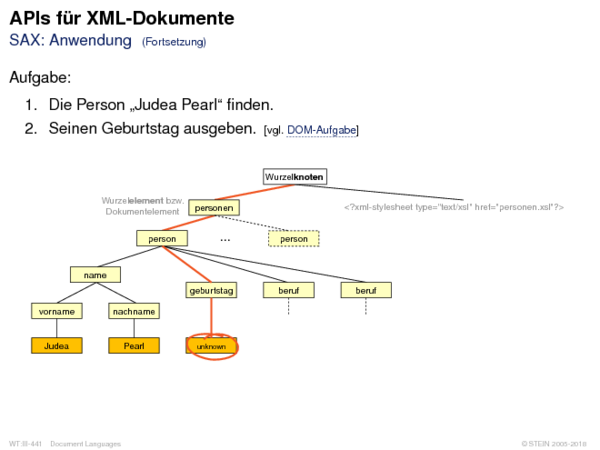 APIs für XML-Dokumente
SAX: Anwendung (Fortsetzung)
Aufgabe:
1. Die Person „Judea Pearl“ finden.
2. Seinen Geburtstag ausgeben. [vgl. DOM-Aufgabe]
Wurzelknoten
Wurzelelement bzw.
Dokumentelement
personen
<?xml-stylesheet type="text/xsl" href="personen.xsl"?>
person
...
person
name
geburtstag
beruf
beruf
vorname
nachname
Judea
Pearl
unknown
WT:III-441 Document Languages
© STEIN 2005-2018